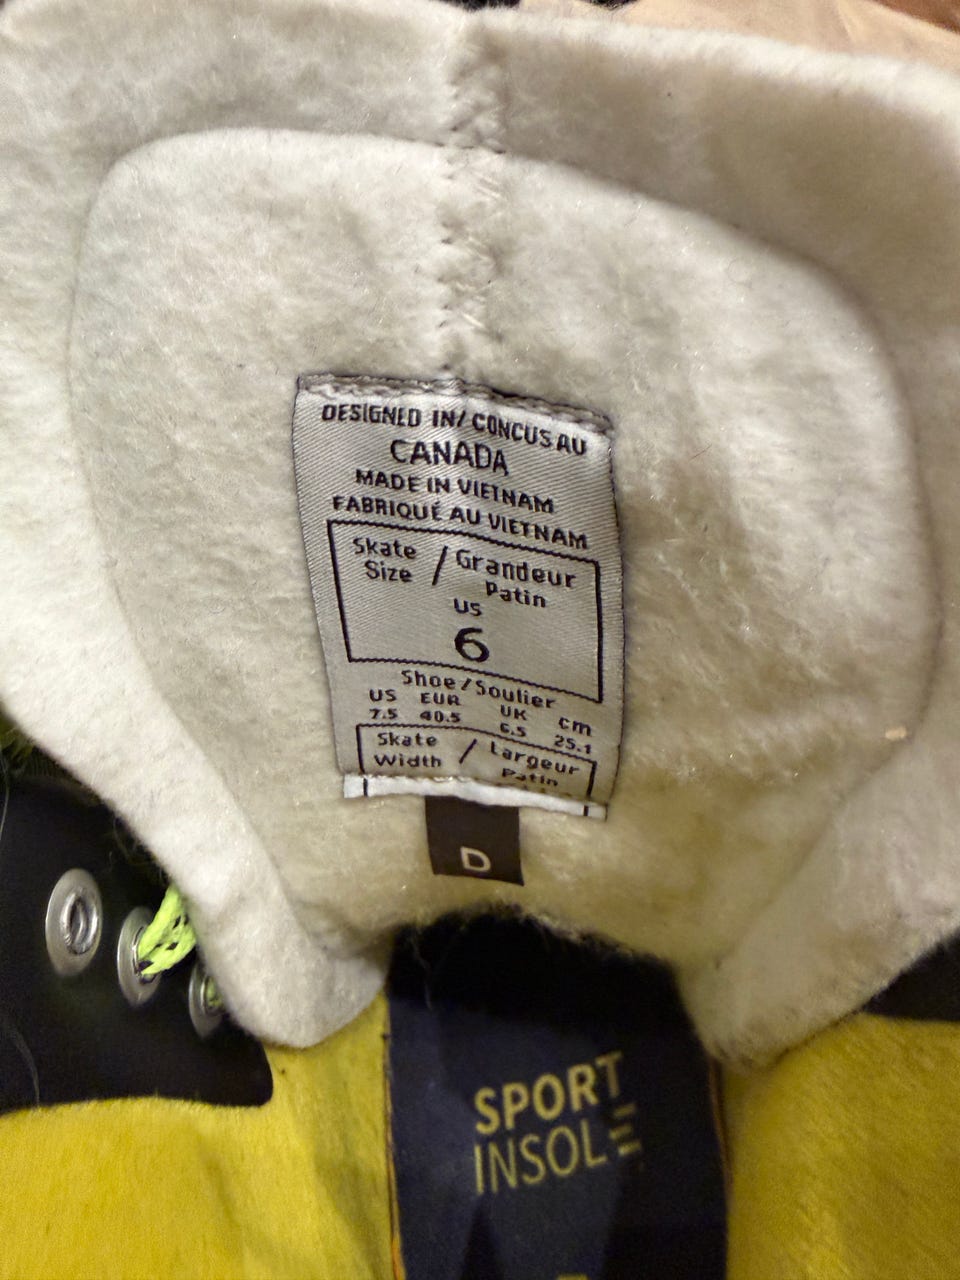 DESIGNED IN/ CONCUS AU
CANADA
MADE IN VIETNAM
FABRIQUÉ AU VIETNAM
Skate Size / Grandeur Patin
US
6
Shoe/Soulier
US EUR UK cm
7.5 40.5 6.5 25.1
Skate Width / Largeur Patin
D
SPORT
INSOLE